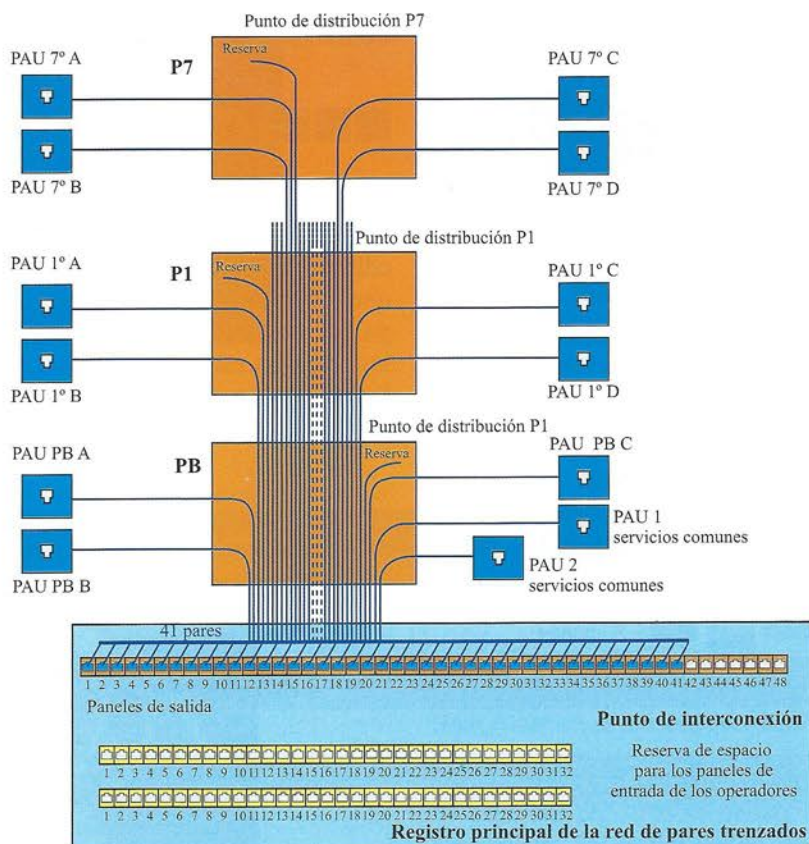 Punto de distribución P7
PAU 7º A
P7
Reserva
PAU 7º C
PAU 7º B
PAU 7º D
Punto de distribución P1
PAU 1º A
P1
Reserva
PAU 1º C
PAU 1º B
PAU 1º D
Punto de distribución P1
PAU PB A
PB
Reserva
PAU PB C
PAU 1
servicios comunes
PAU PB B
PAU 2
servicios comunes
41 pares
1 2 3 4 5 6 7 8 9 10 11 12 13 14 15 16 17 18 19 20 21 22 23 24 25 26 27 28 29 30 31 32 33 34 35 36 37 38 39 40 41 42 43 44 45 46 47 48
Paneles de salida
Punto de interconexión
Reserva de espacio
para los paneles de
entrada de los operadores
1 2 3 4 5 6 7 8 9 10 11 12 13 14 15 16 17 18 19 20 21 22 23 24 25 26 27 28 29 30 31 32
1 2 3 4 5 6 7 8 9 10 11 12 13 14 15 16 17 18 19 20 21 22 23 24 25 26 27 28 29 30 31 32
Registro principal de la red de pares trenzados